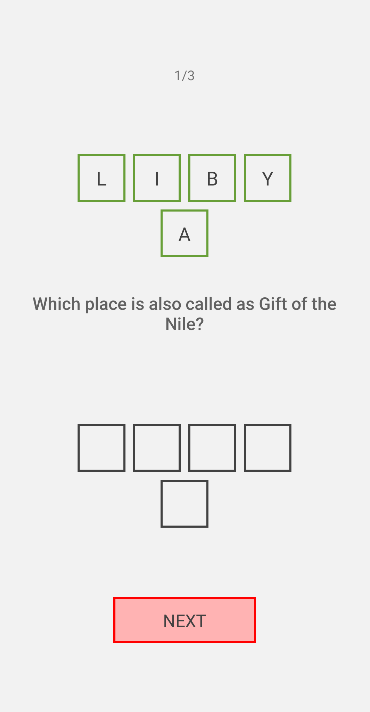 1/3
L I B Y
A
Which place is also called as Gift of the
Nile?
NEXT